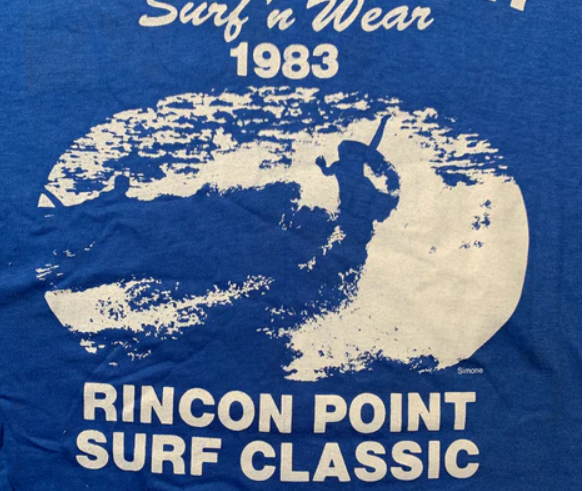 Surf 'n Wear
1983
Simone
RINCON POINT
SURF CLASSIC